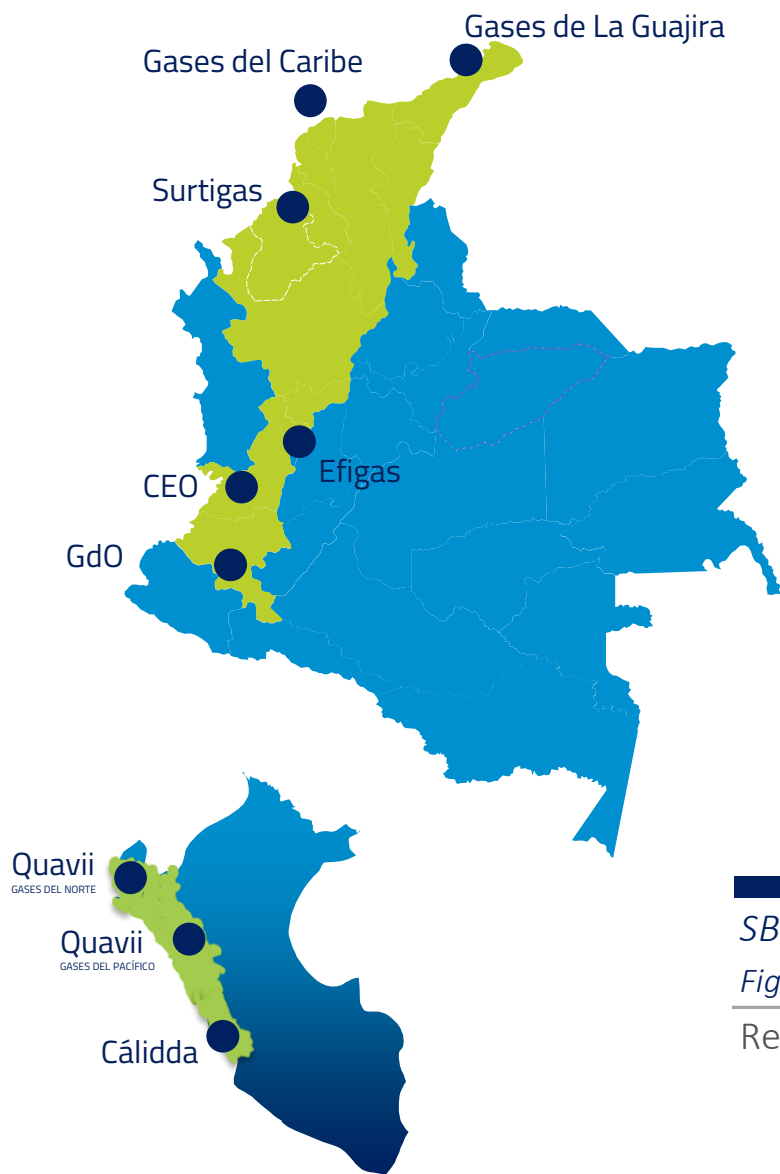 Gases de La Guajira
Gases del Caribe
Surtigas
Efigas
CEO
GdO
Quavii
GASES DEL NORTE
Quavii
GASES DEL PACÍFICO
Cálidda
SB
Fig
Re